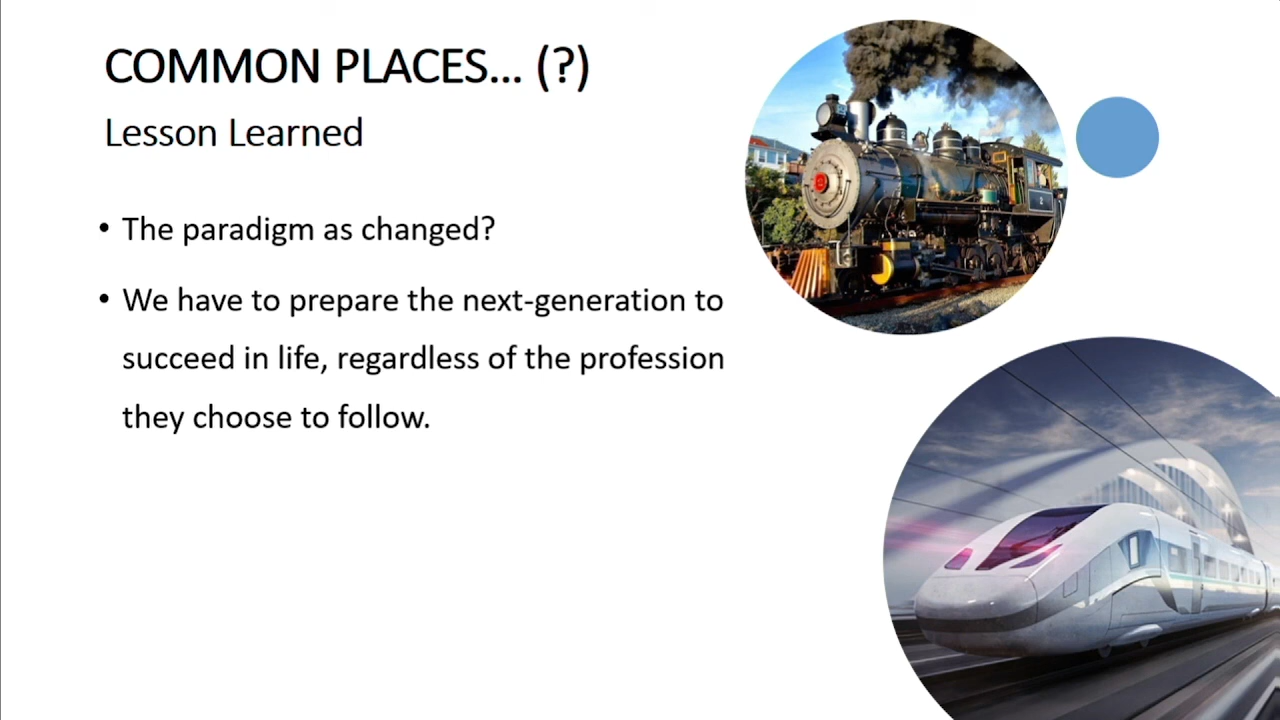 COMMON PLACES... (?)
Lesson Learned
• The paradigm as changed?
• We have to prepare the next-generation to
succeed in life, regardless of the profession
they choose to follow.
2